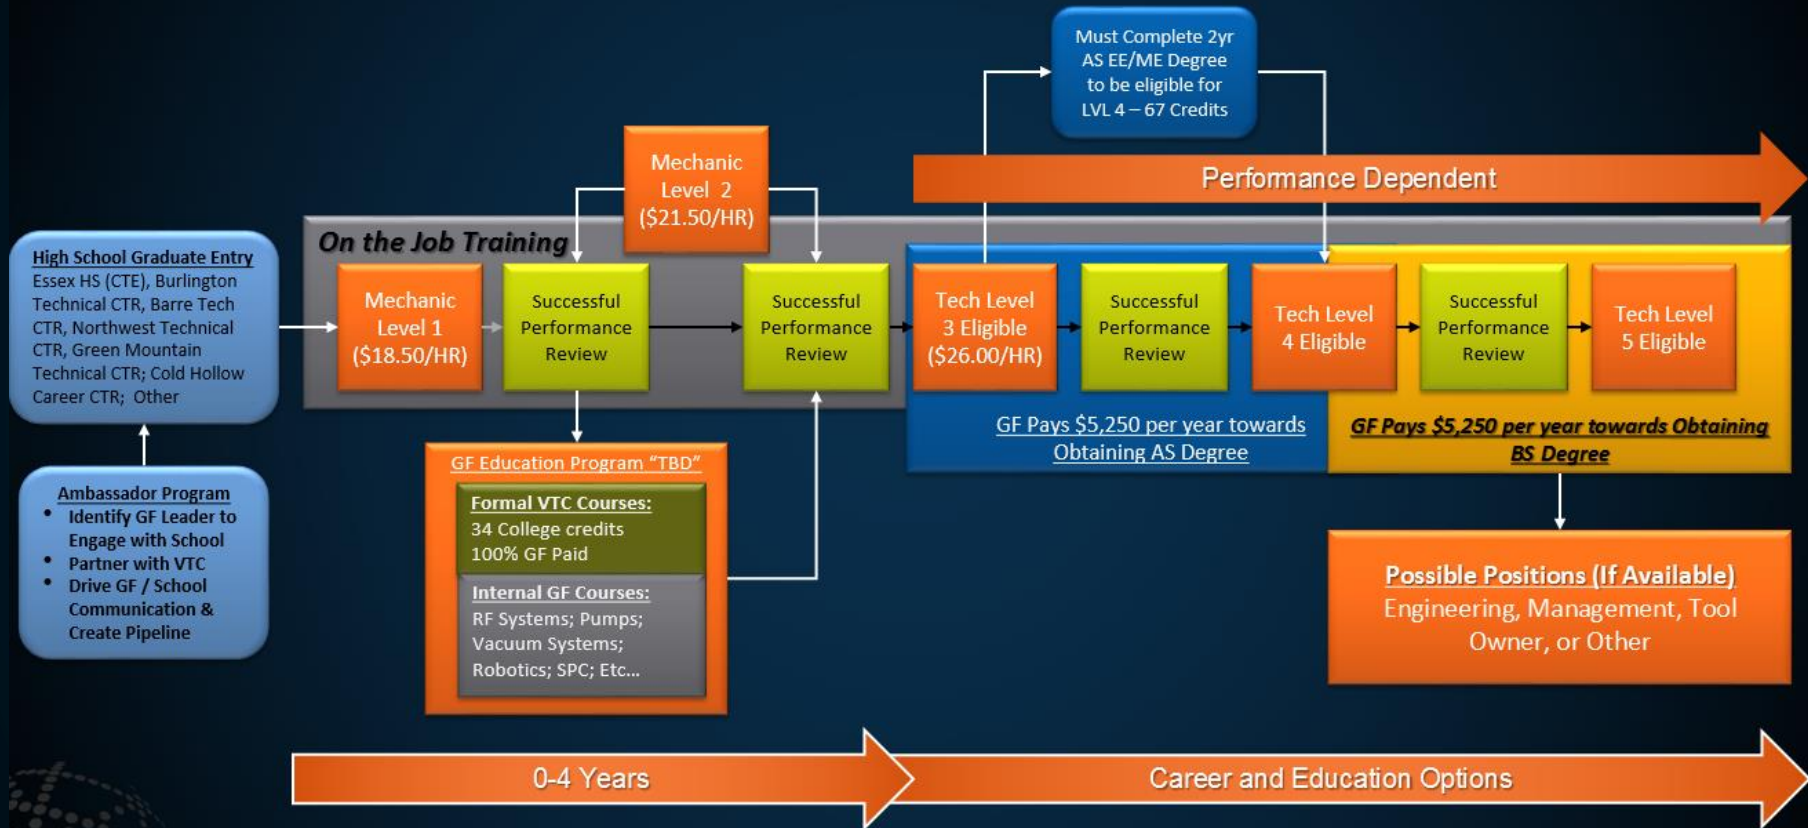 Must Complete 2yr
AS EE/ME Degree
to be eligible for
LVL 4 – 67 Credits
Mechanic
Level 2
($21.50/HR)
Performance Dependent
On the Job Training
High School Graduate Entry
Essex HS (CTE), Burlington
Technical CTR, Barre Tech
CTR, Northwest Technical
CTR, Green Mountain
Technical CTR; Cold Hollow
Career CTR; Other
Mechanic
Level 1
($18.50/HR)
Successful
Performance
Review
Successful
Performance
Review
Tech Level
3 Eligible
($26.00/HR)
Successful
Performance
Review
Tech Level
4 Eligible
Successful
Performance
Review
Tech Level
5 Eligible
GF Pays $5,250 per year towards
Obtaining AS Degree
GF Pays $5,250 per year towards Obtaining
BS Degree
Ambassador Program
• Identify GF Leader to
Engage with School
• Partner with VTC
• Drive GF / School
Communication &
Create Pipeline
GF Education Program “TBD”
Formal VTC Courses:
34 College credits
100% GF Paid
Internal GF Courses:
RF Systems; Pumps;
Vacuum Systems;
Robotics; SPC; Etc...
Possible Positions (If Available)
Engineering, Management, Tool
Owner, or Other
0-4 Years
Career and Education Options